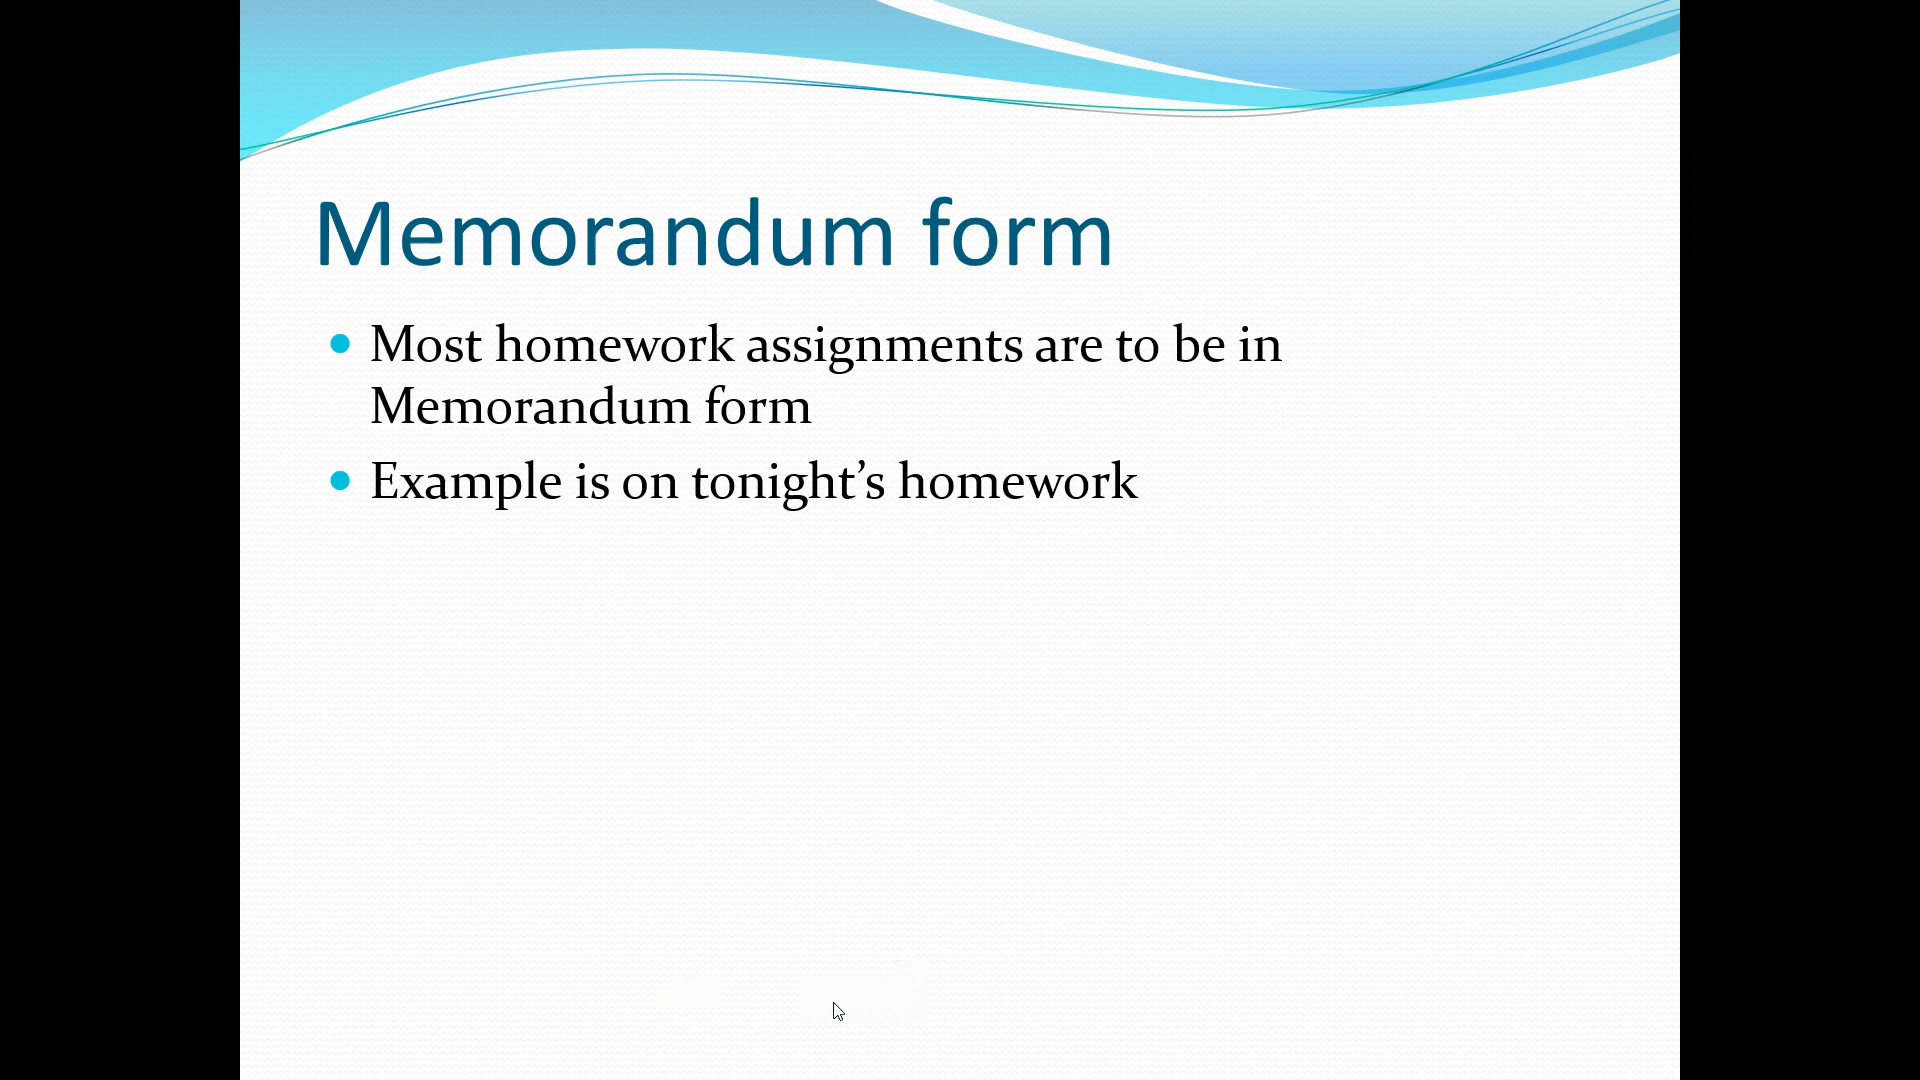 Memorandum form
Most homework assignments are to be in
Memorandum form
Example is on tonight’s homework